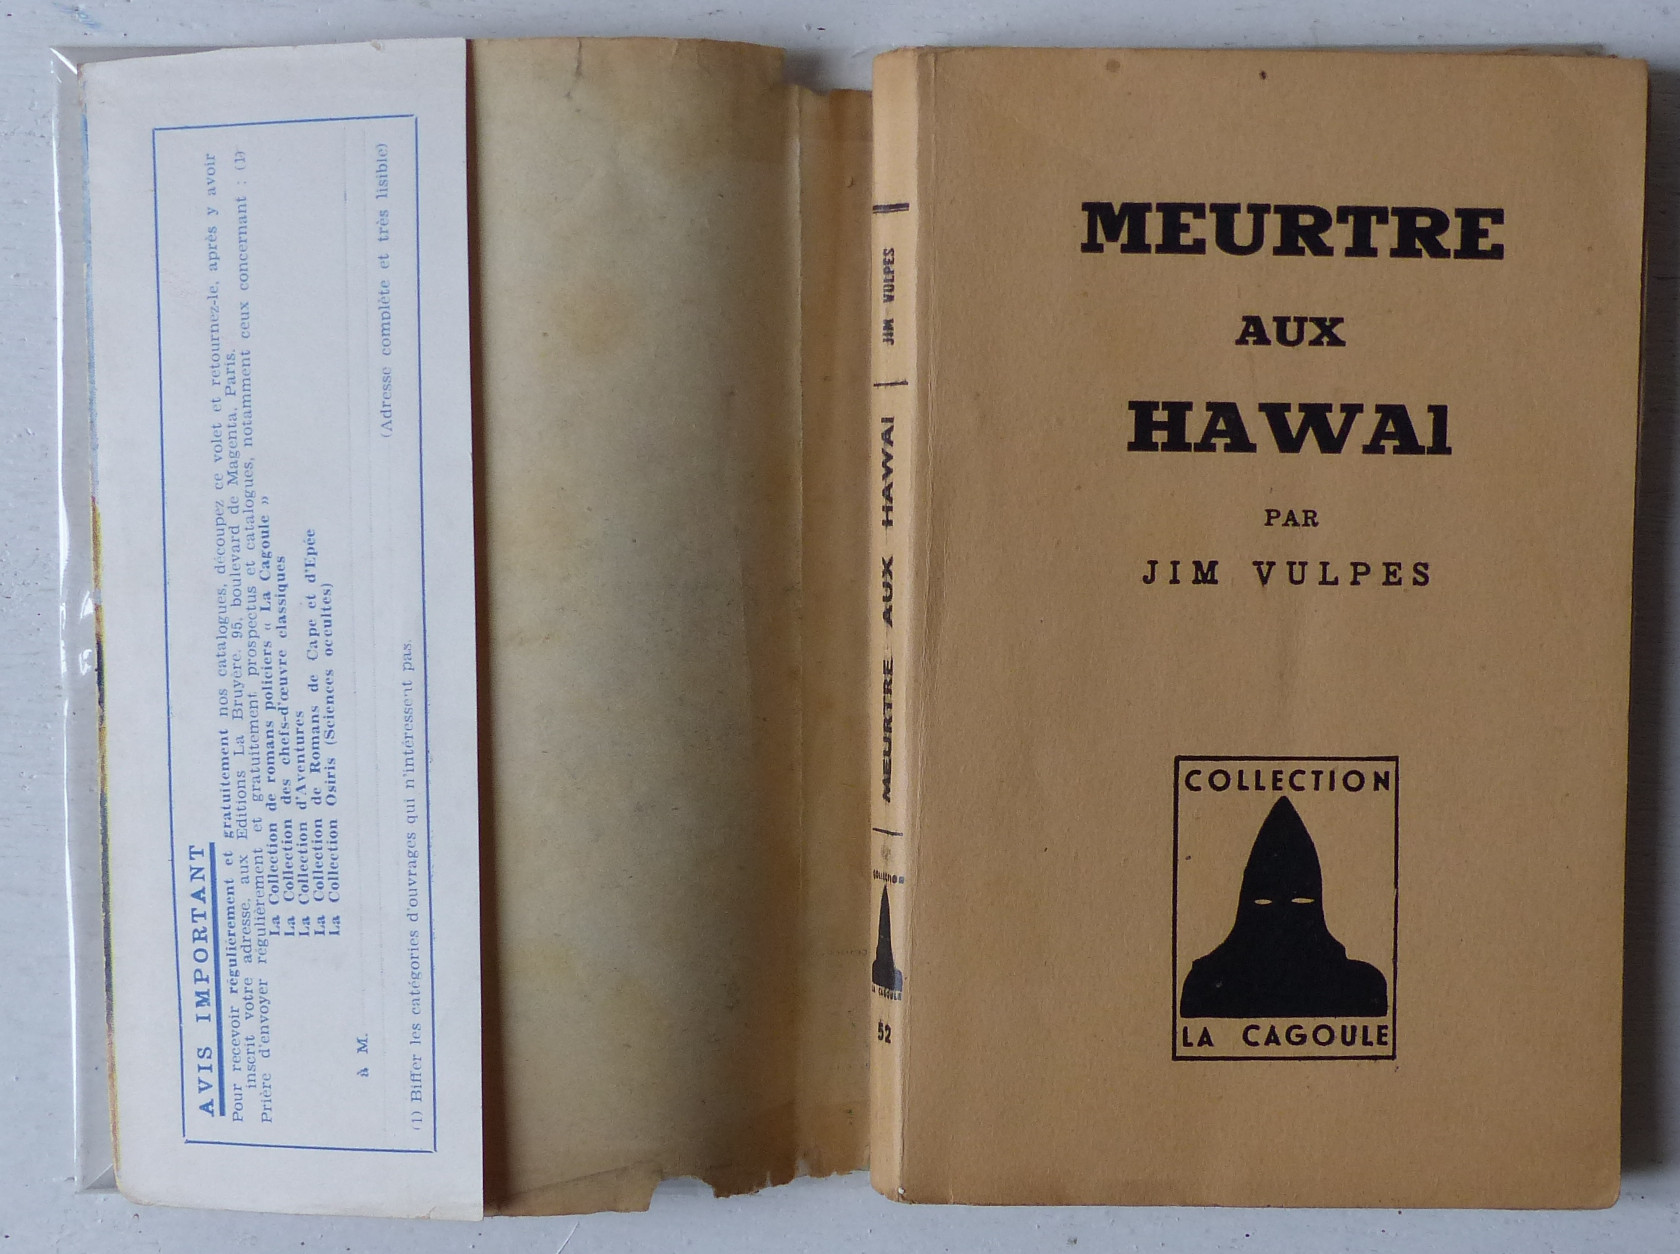 AVIS IMPORTANT
Pour recevoir régulièrement et gratuitement nos catalogues, découpez ce volet et retournez-le, après y avoir
inscrit votre adresse, aux Editions La Bruyère, 95, boulevard de Magenta, Paris.
Prière d'envoyer régulièrement et gratuitement prospectus et catalogues, notamment ceux concernant : (1)
La Collection de romans policiers « La Cagoule »
La Collection des chefs-d'œuvre classiques
La Collection d'Aventures
La Collection de Romans de Cape et d'Epée
La Collection Osiris (Sciences occultes)
à M.
(Adresse complète et très lisible)
(1) Biffer les catégories d'ouvrages qui n'intéressent pas.
JIM VULPES
MEURTRE AUX HAWAI
COLLECTION
LA CAGOULE
52
MEURTRE
AUX
HAWAI
PAR
JIM VULPES
COLLECTION
LA CAGOULE